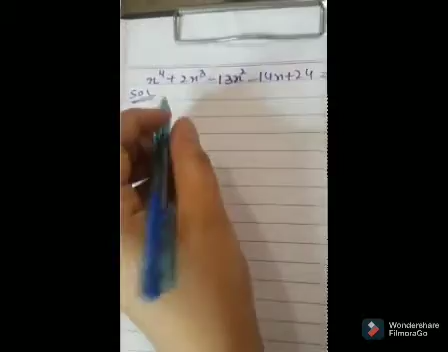 x⁴ + 2x³ - 13x² - 14x + 24 =
Sol
Wondershare
FilmoraGo